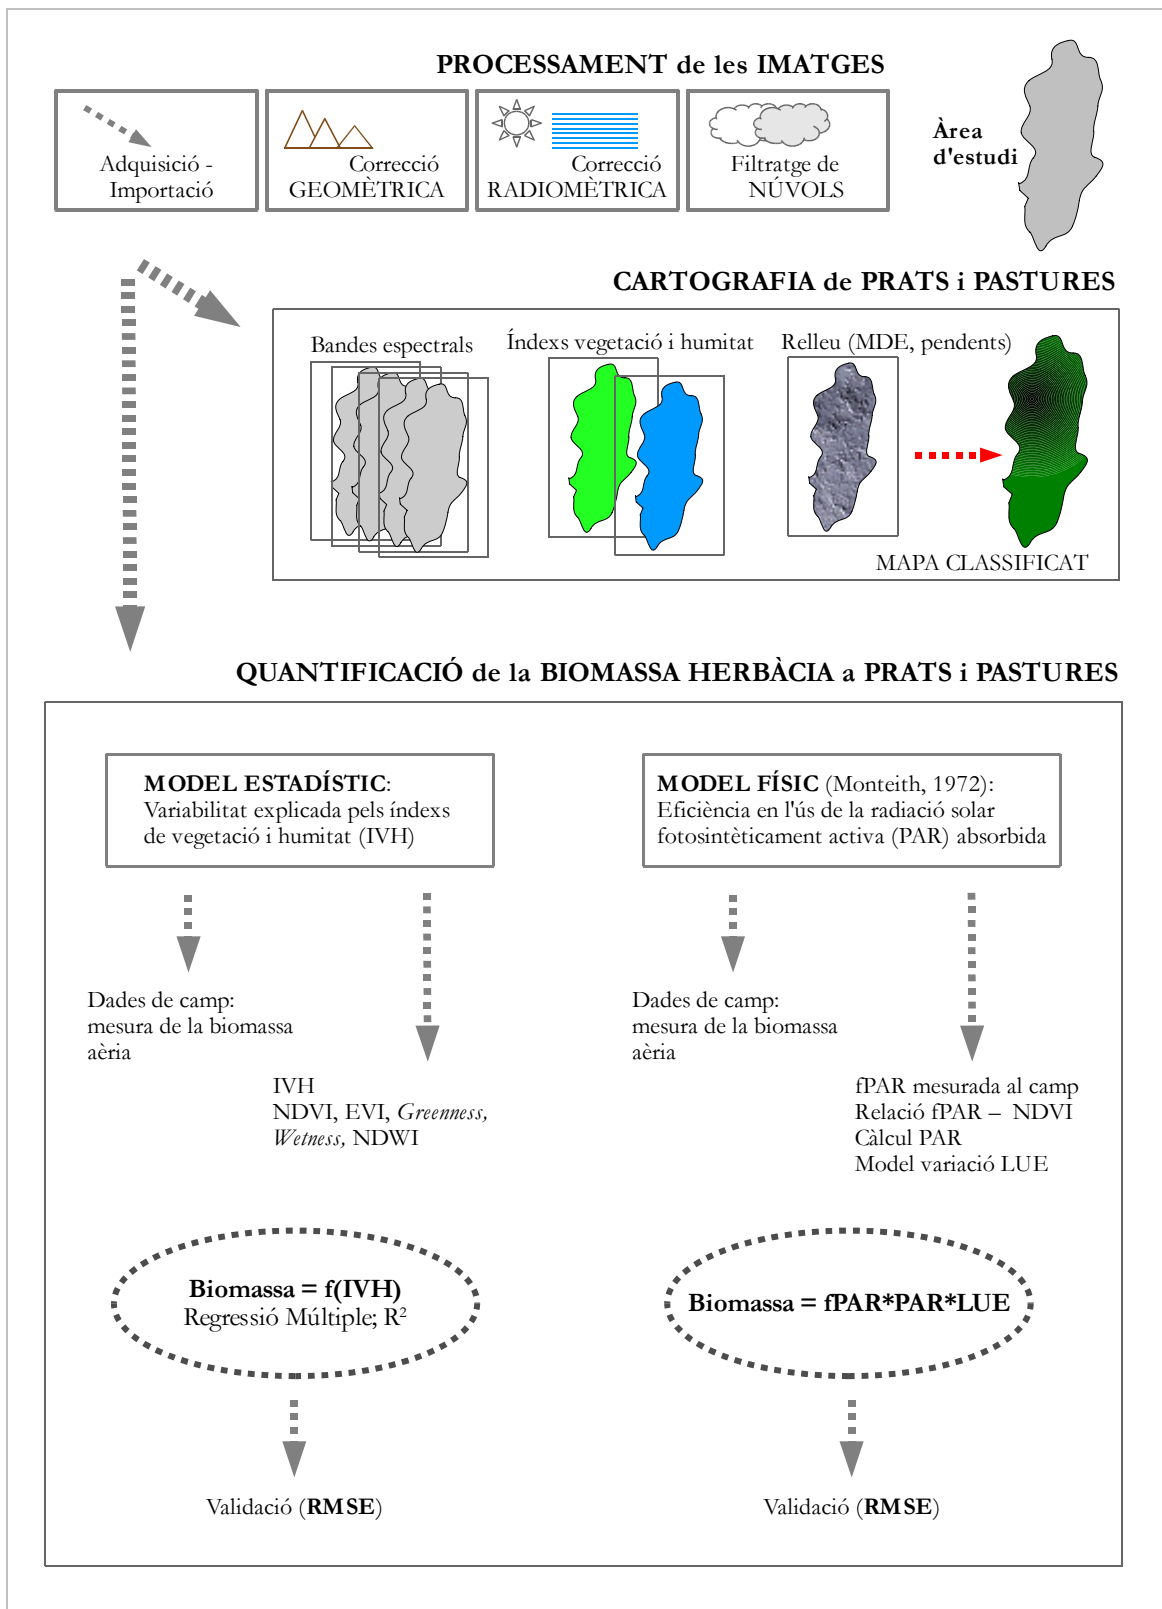 PROCESSAMENT de les IMATGES
Adquisició -
Importació
Correcció
GEOMÈTRICA
Correcció
RADIOMÈTRICA
Filtratge de
NÚVOLS
Àrea
d'estudi
CARTOGRAFIA de PRATS i PASTURES
Bandes espectrals
Índexs vegetació i humitat
Relleu (MDE, pendents)
MAPA CLASSIFICAT
QUANTIFICACIÓ de la BIOMASSA HERBÀCIA a PRATS i PASTURES
MODEL ESTADÍSTIC:
Variabilitat explicada pels índexs
de vegetació i humitat (IVH)
MODEL FÍSIC (Monteith, 1972):
Eficiència en l'ús de la radiació solar
fotosintèticament activa (PAR) absorbida
Dades de camp:
mesura de la biomassa
aèria
IVH
NDVI, EVI, Greenness,
Wetness, NDWI
Dades de camp:
mesura de la biomassa
aèria
fPAR mesurada al camp
Relació fPAR – NDVI
Càlcul PAR
Model variació LUE
Biomassa = f(IVH)
Regressió Múltiple; R²
Biomassa = fPAR*PAR*LUE
Validació (RMSE)
Validació (RMSE)